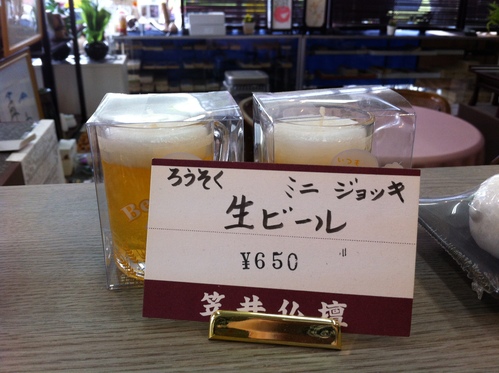 ろうそく ミニ ジョッキ
生ビール
¥650
笠井仏壇